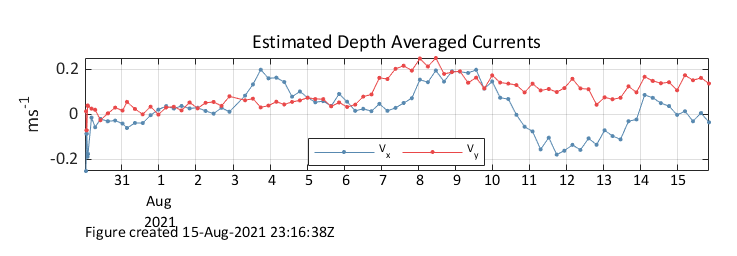 Estimated Depth Averaged Currents
ms-1
0.2
0
-0.2
Vx Vy
31 1 2 3 4 5 6 7 8 9 10 11 12 13 14 15
Aug
2021
Figure created 15-Aug-2021 23:16:38Z